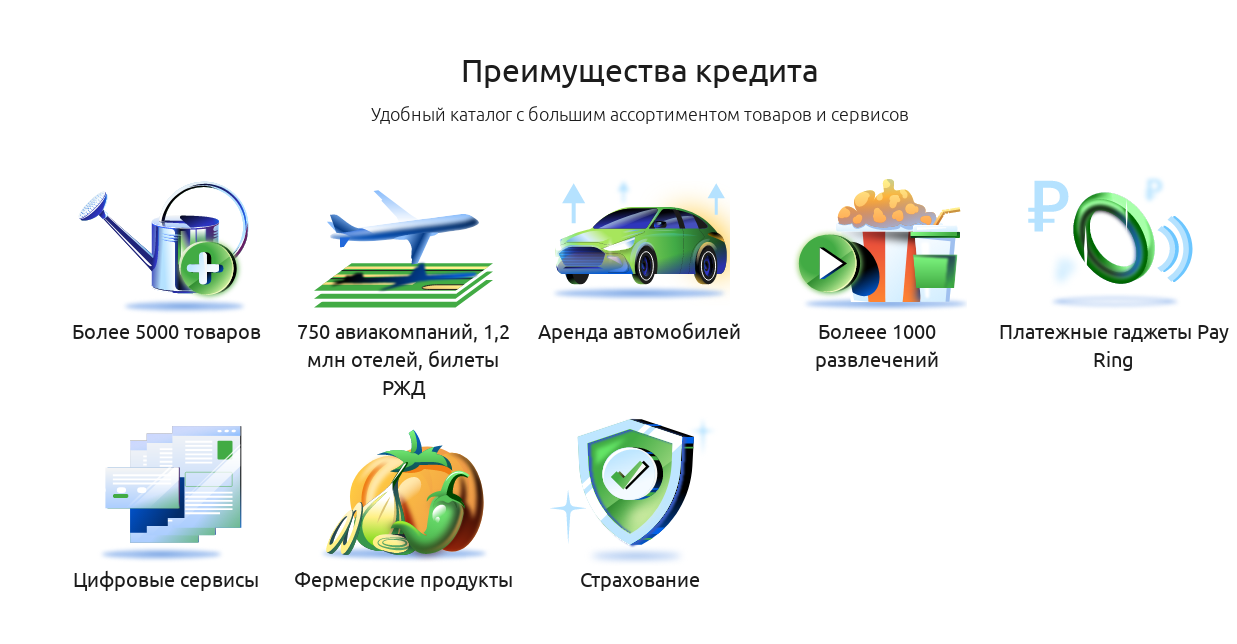 Преимущества кредита
Удобный каталог с большим ассортиментом товаров и сервисов
Более 5000 товаров
750 авиакомпаний, 1,2
млн отелей, билеты
РЖД
Аренда автомобилей
Болеее 1000
развлечений
Платежные гаджеты Pay
Ring
Цифровые сервисы
Фермерские продукты
Страхование